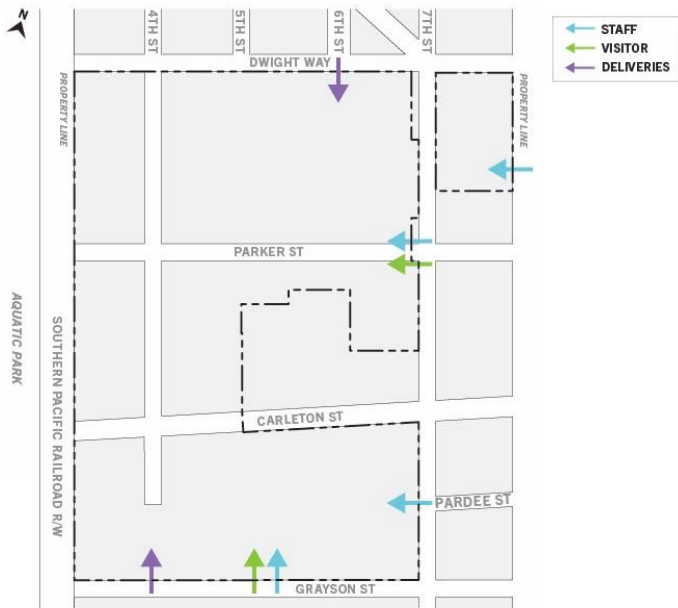 N
4TH ST
5TH ST
6TH ST
7TH ST
STAFF
VISITOR
DELIVERIES
DWIGHT WAY
PROPERTY LINE
PROPERTY LINE
PARKER ST
AQUATIC PARK
SOUTHERN PACIFIC RAILROAD R/W
CARLETON ST
PARDEE ST
GRAYSON ST